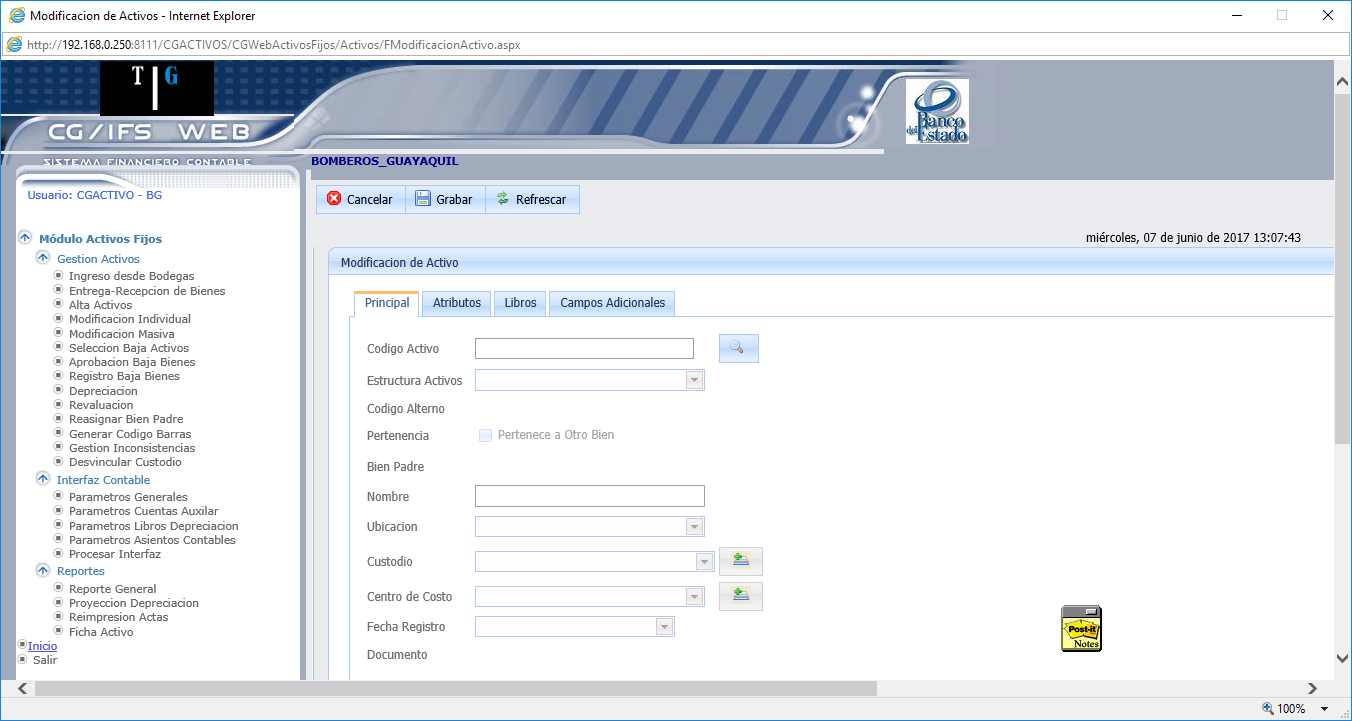 Modificacion de Activos - Internet Explorer
http://192.168.0.250:8111/CGACTIVOS/CGWebActivosFijos/Activos/FModificacionActivo.aspx
T|G
CG/IFS WEB
SISTEMA FINANCIERO CONTABLE
Banco
del Estado
BOMBEROS_GUAYAQUIL
Usuario: CGACTIVO - BG
Módulo Activos Fijos
Gestion Activos
Ingreso desde Bodegas
Entrega-Recepcion de Bienes
Alta Activos
Modificacion Individual
Modificacion Masiva
Seleccion Baja Activos
Aprobacion Baja Bienes
Registro Baja Bienes
Depreciacion
Revaluacion
Reasignar Bien Padre
Generar Codigo Barras
Gestion Inconsistencias
Desvincular Custodio
Interfaz Contable
Parametros Generales
Parametros Cuentas Auxilar
Parametros Libros Depreciacion
Parametros Asientos Contables
Procesar Interfaz
Reportes
Reporte General
Proyeccion Depreciacion
Reimpresion Actas
Ficha Activo
Inicio
Salir
Cancelar Grabar Refrescar
miércoles, 07 de junio de 2017 13:07:43
Modificacion de Activo
Principal Atributos Libros Campos Adicionales
Codigo Activo
Estructura Activos
Codigo Alterno
Pertenencia Pertenece a Otro Bien
Bien Padre
Nombre
Ubicacion
Custodio
Centro de Costo
Fecha Registro
Documento
Post-it
Notes
100%